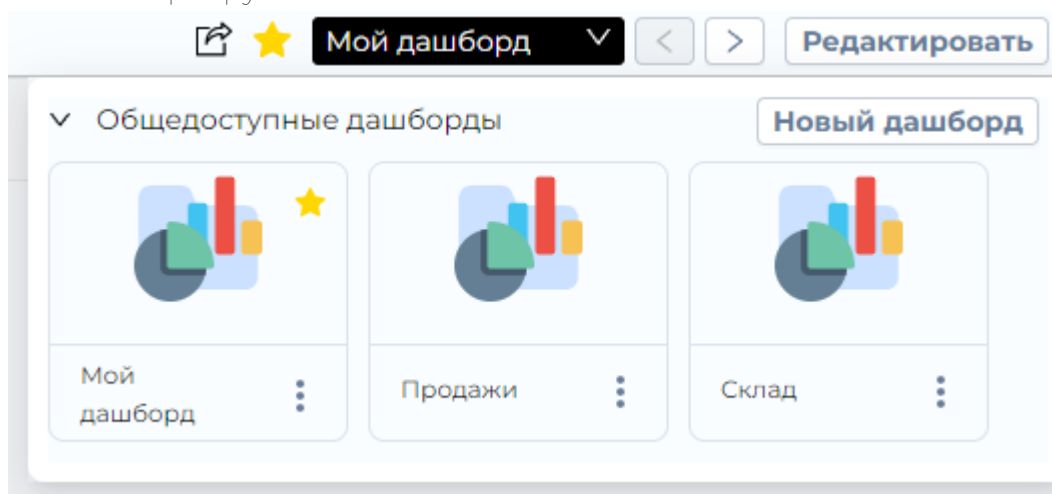 Мой дашборд
Редактировать
Общедоступные дашборды
Новый дашборд
Мой
дашборд
Продажи
Склад